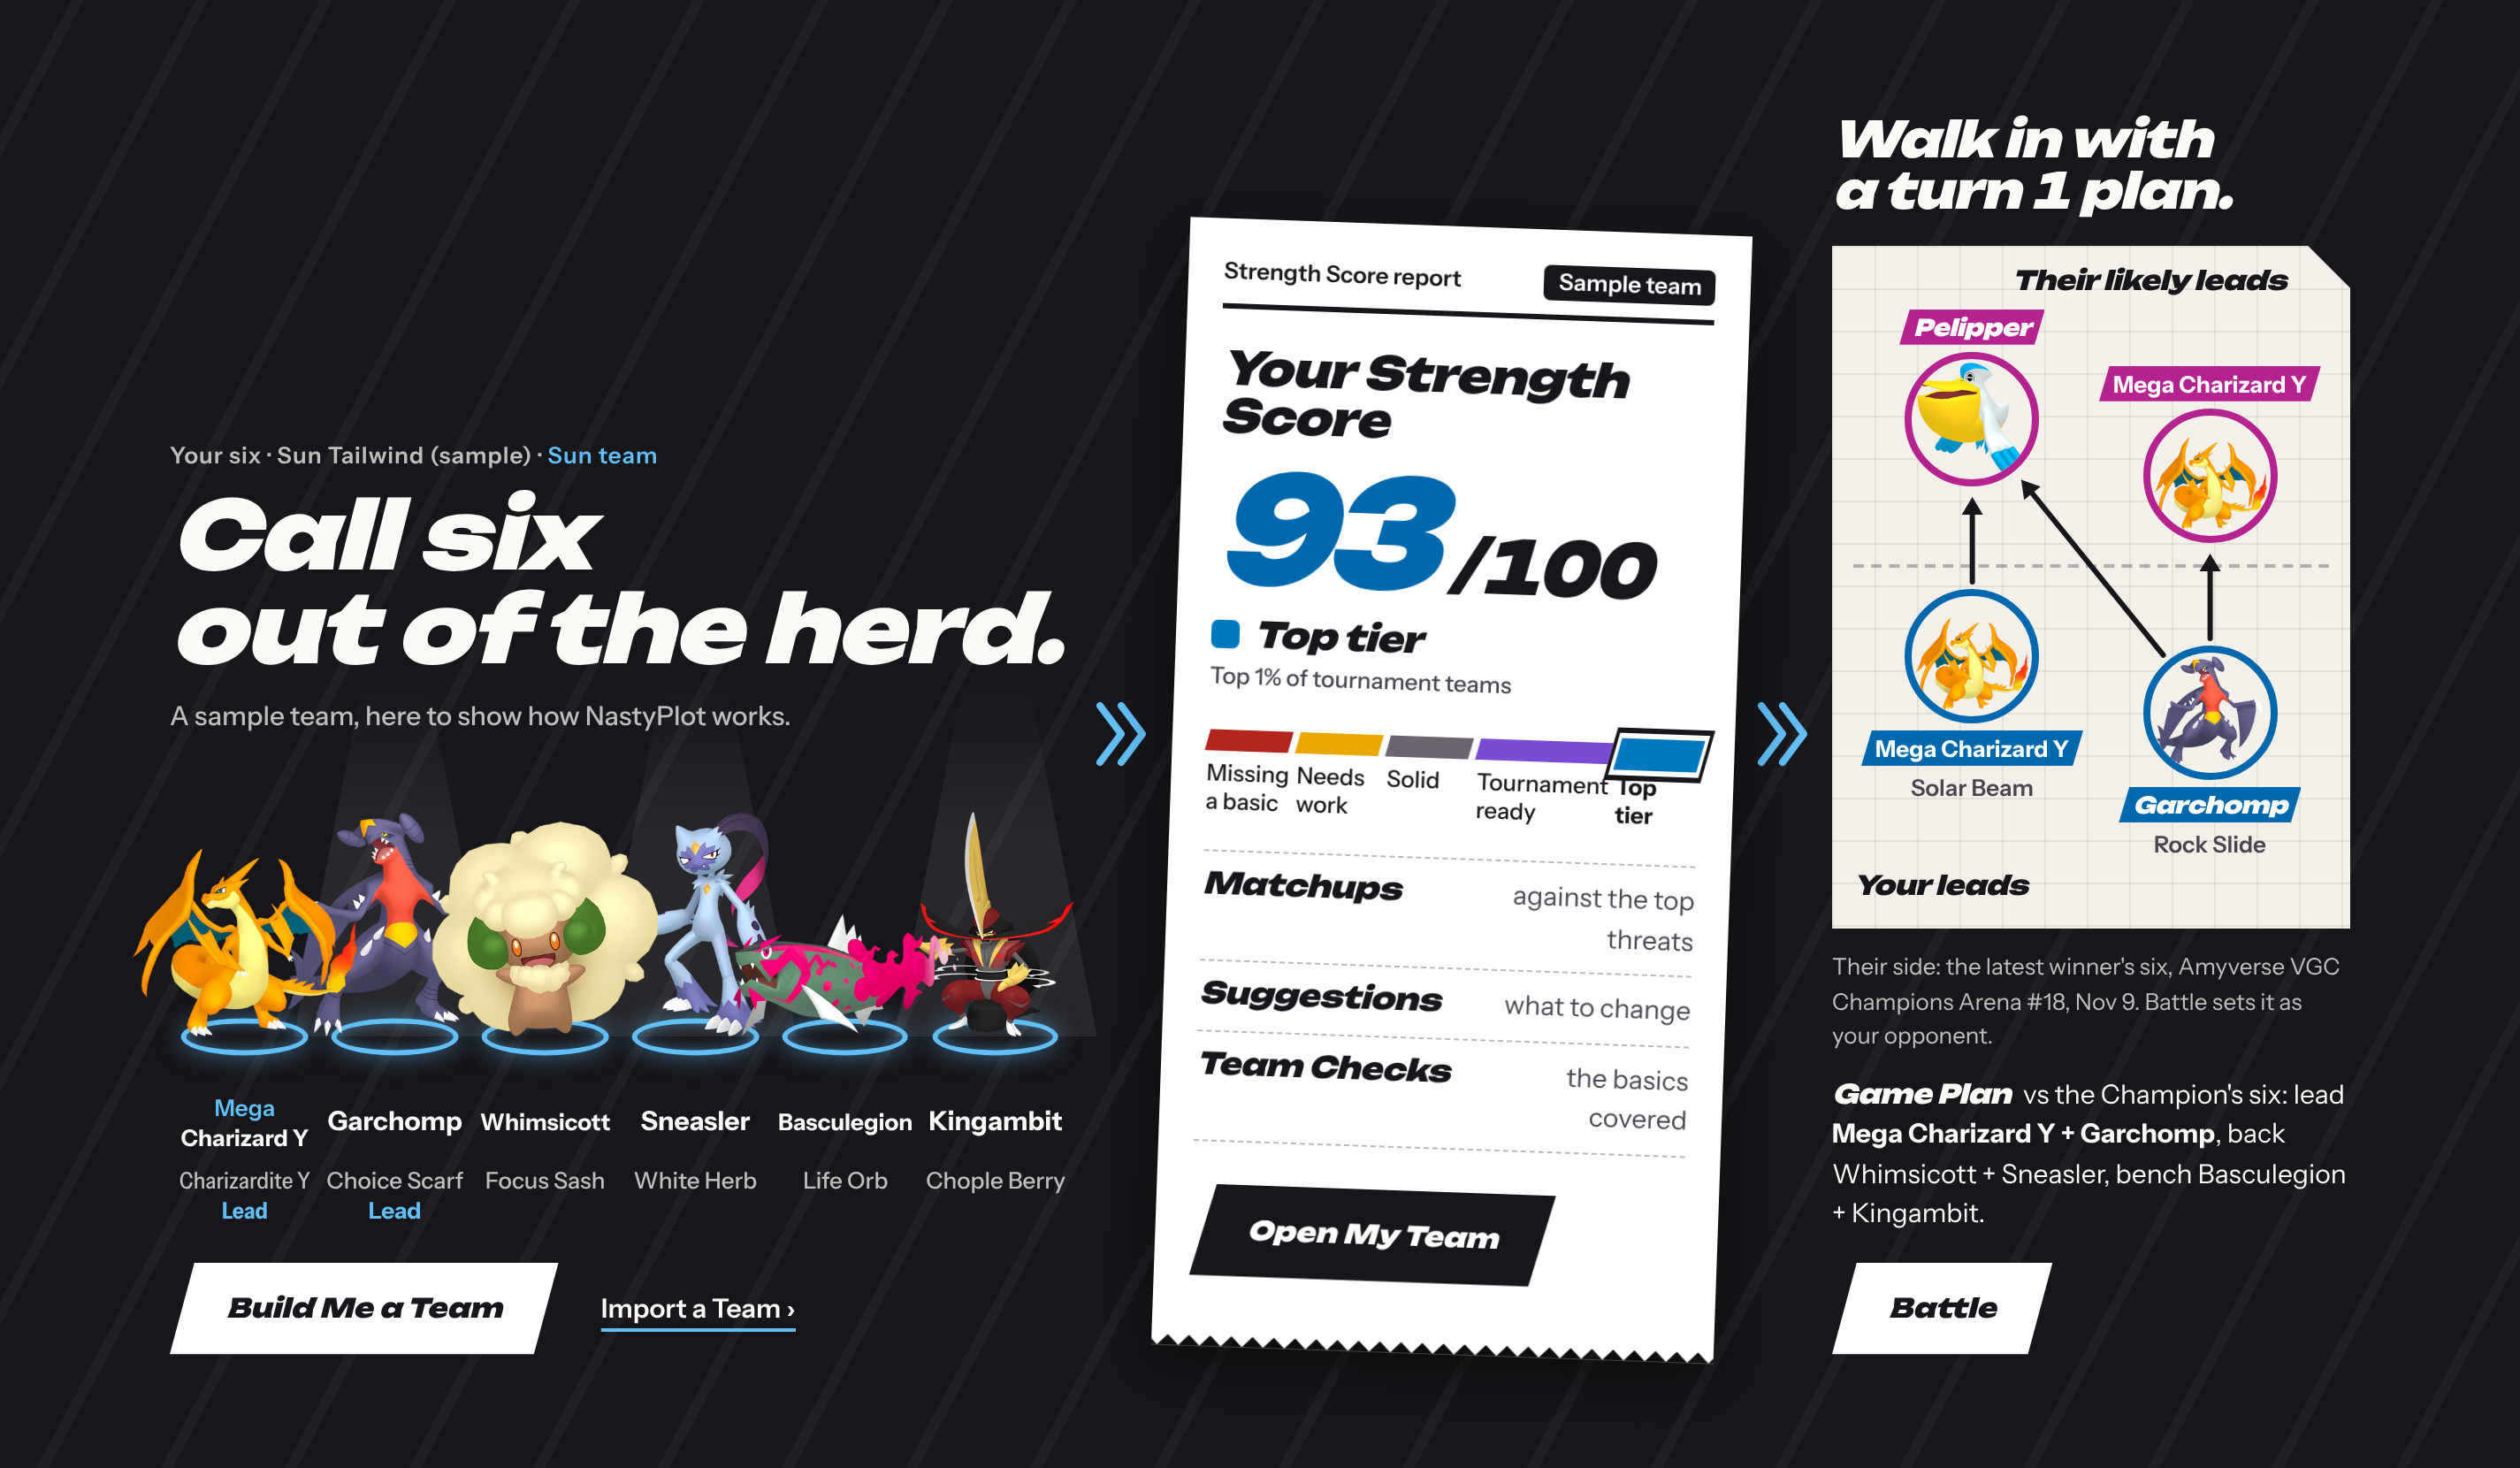 Your six · Sun Tailwind (sample) · Sun team
Call six
out of the herd.
A sample team, here to show how NastyPlot works.
Mega
Charizard Y
Charizardite Y
Lead
Garchomp
Choice Scarf
Lead
Whimsicott
Focus Sash
Sneasler
White Herb
Basculegion
Life Orb
Kingambit
Chople Berry
Build Me a Team
Import a Team ›
Strength Score report
Sample team
Your Strength
Score
93/100
Top tier
Top 1% of tournament teams
Missing
a basic
Needs
work
Solid
Tournament
ready
Top
tier
Matchups
against the top
threats
Suggestions
what to change
Team Checks
the basics
covered
Open My Team
Walk in with
a turn 1 plan.
Their likely leads
Pelipper
Mega Charizard Y
Mega Charizard Y
Solar Beam
Garchomp
Rock Slide
Your leads
Their side: the latest winner's six, Amyverse VGC
Champions Arena #18, Nov 9. Battle sets it as
your opponent.
Game Plan vs the Champion's six: lead
Mega Charizard Y + Garchomp, back
Whimsicott + Sneasler, bench Basculegion
+ Kingambit.
Battle